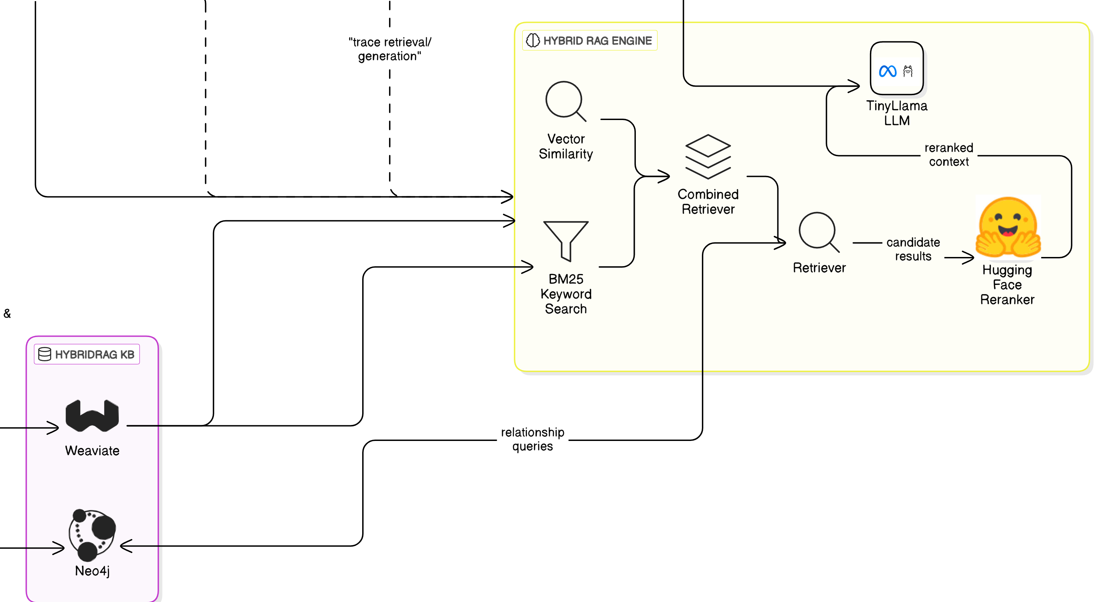 "trace retrieval/
generation"
HYBRID RAG ENGINE
Vector
Similarity
Combined
Retriever
TinyLlama
LLM
reranked
context
BM25
Keyword
Search
Retriever
candidate
results
Hugging
Face
Reranker
&
HYBRIDRAG KB
Weaviate
relationship
queries
Neo4j